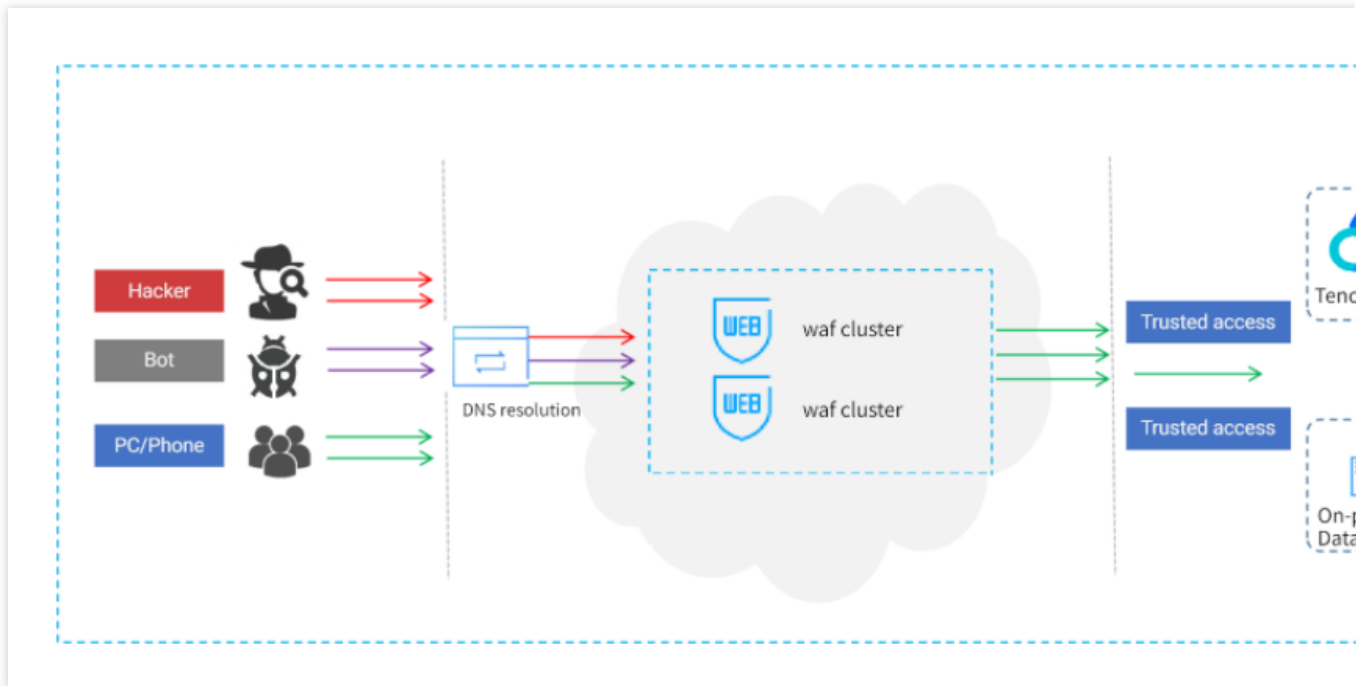 Hacker
Bot
PC/Phone
DNS resolution
WEB
waf cluster
WEB
waf cluster
Trusted access
Trusted access